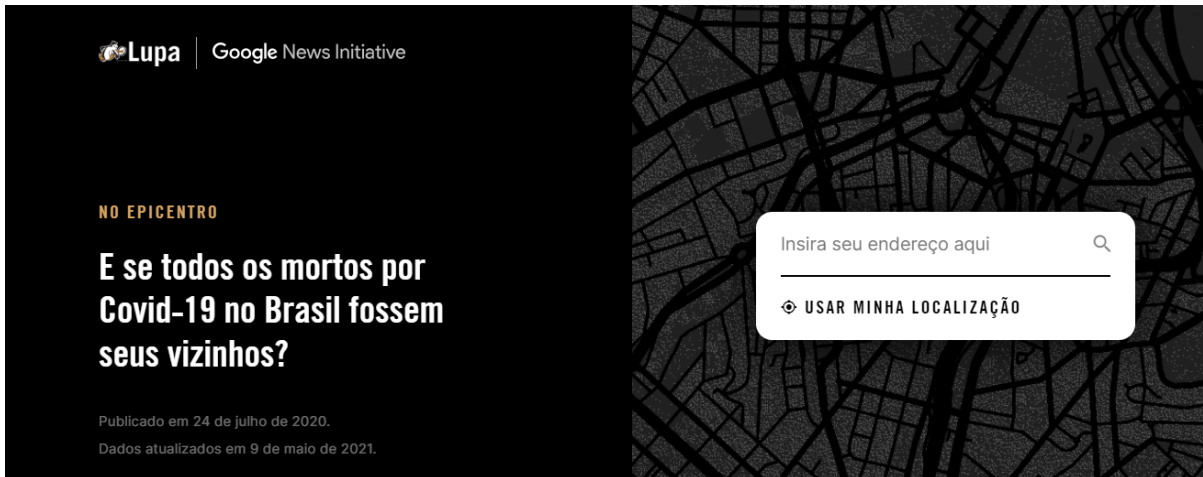 Lupa | Google News Initiative
NO EPICENTRO
E se todos os mortos por
Covid-19 no Brasil fossem
seus vizinhos?
Publicado em 24 de julho de 2020.
Dados atualizados em 9 de maio de 2021.
Insira seu endereço aqui
USAR MINHA LOCALIZAÇÃO